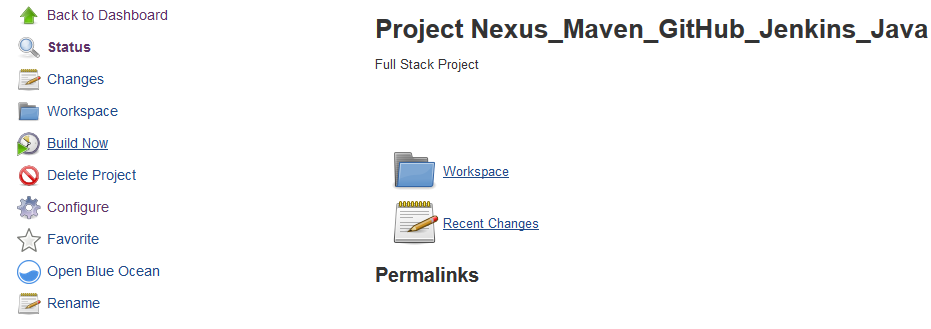 Back to Dashboard
Status
Changes
Workspace
Build Now
Delete Project
Configure
Favorite
Open Blue Ocean
Rename
Project Nexus_Maven_GitHub_Jenkins_Java
Full Stack Project
Workspace
Recent Changes
Permalinks